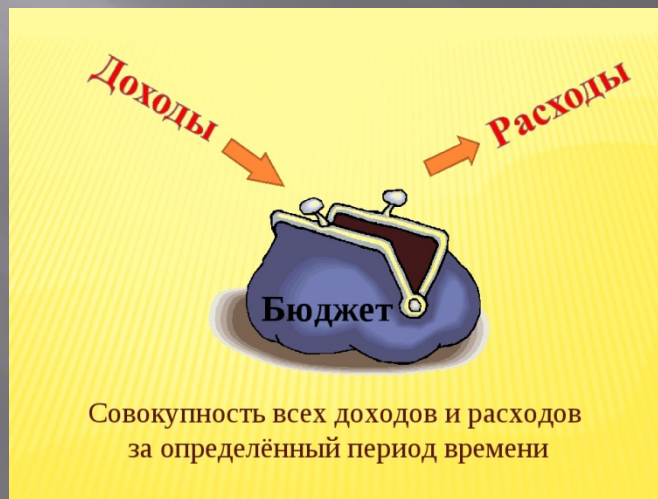 Доходы
Расходы
Бюджет
Совокупность всех доходов и расходов
за определённый период времени